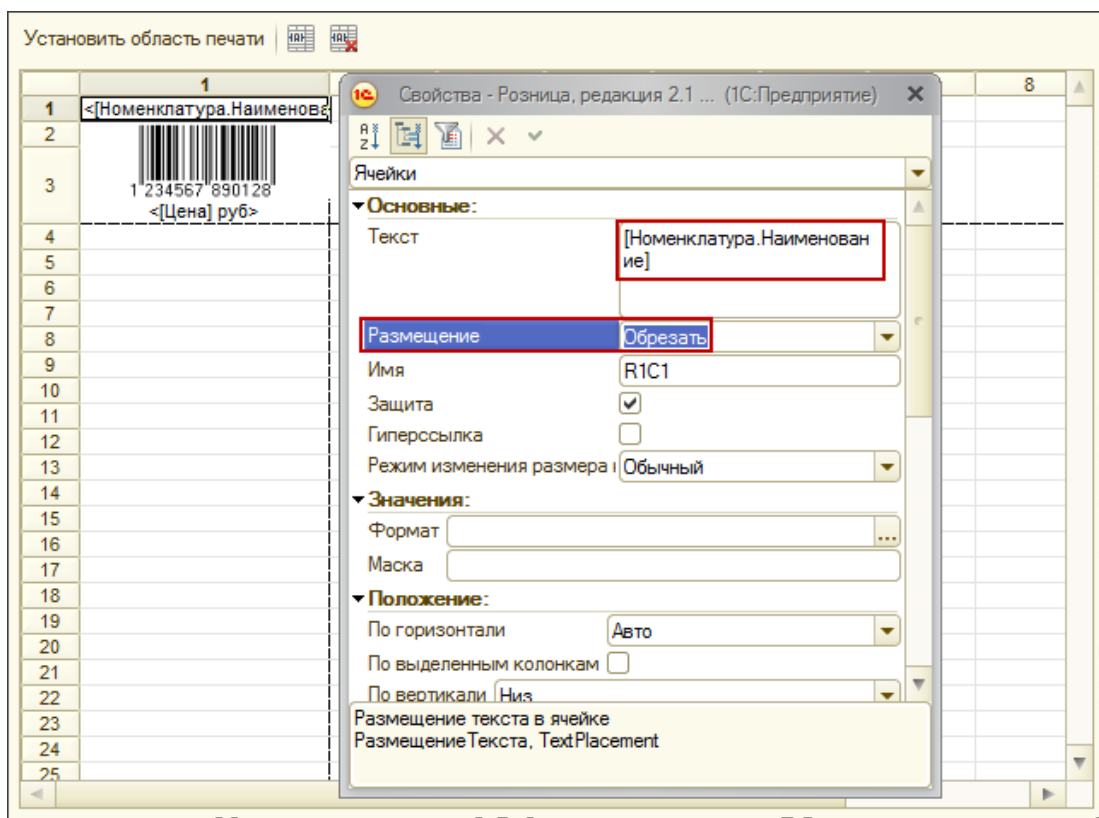 Установить область печати
1 8
1 <[Номенклатура.Наименова
2
3
1 234567 890128
<[Цена] руб>
4
5
6
7
8
9
10
11
12
13
14
15
16
17
18
19
20
21
22
23
24
25
Свойства - Розница, редакция 2.1 ... (1С:Предприятие)
Ячейки
Основные:
Текст [Номенклатура.Наименован
ие]
Размещение Обрезать
Имя R1C1
Защита
Гиперссылка
Режим изменения размера Обычный
Значения:
Формат ...
Маска
Положение:
По горизонтали Авто
По выделенным колонкам
По вертикали Низ
Размещение текста в ячейке
РазмещениеТекста, TextPlacement